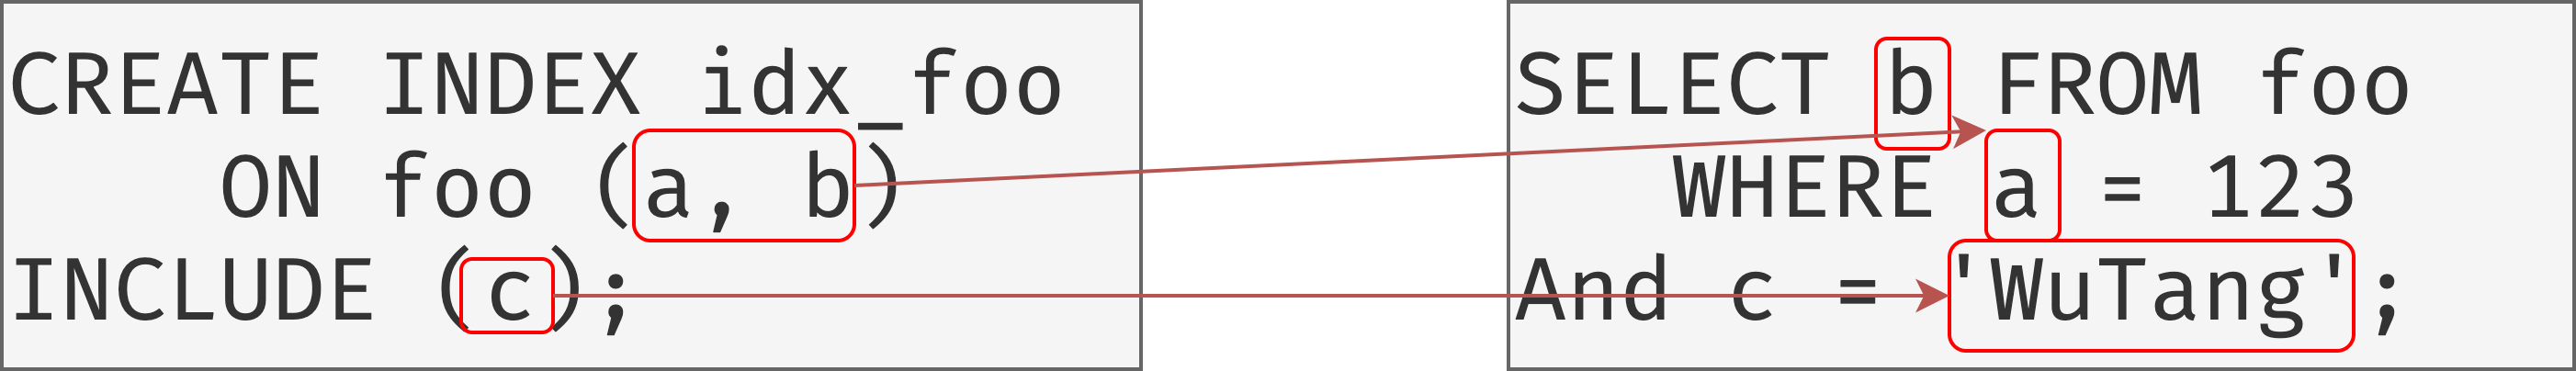 CREATE INDEX idx_foo
ON foo (a, b)
INCLUDE (c);
SELECT b FROM foo
WHERE a = 123
And c = 'WuTang';